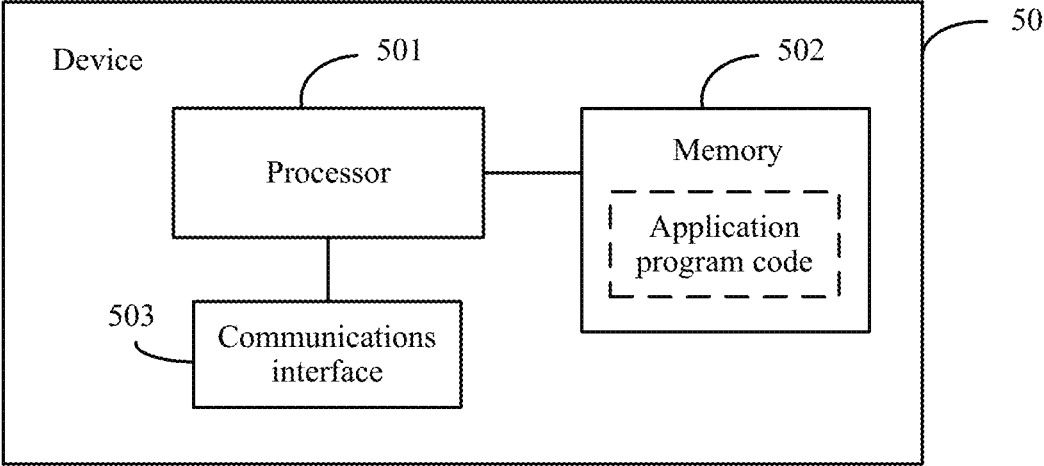 50
501
502
Device
Memory
Processor
Application
program code
503
Communications
interface